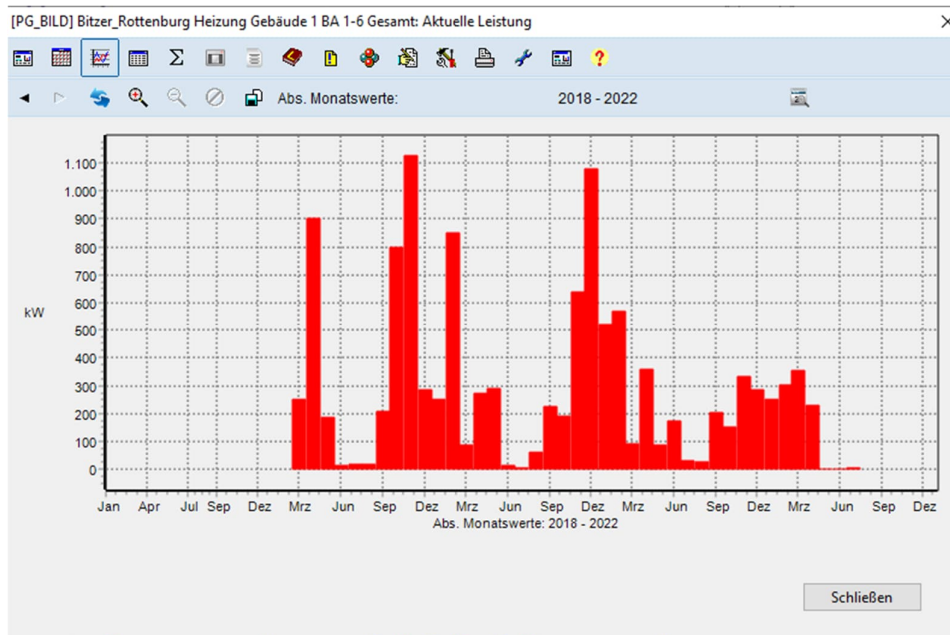 [PG_BILD] Bitzer_Rottenburg Heizung Gebäude 1 BA 1-6 Gesamt: Aktuelle Leistung
Abs. Monatswerte: 2018 - 2022
1.100
1.000
900
800
700
600
500
400
300
200
100
0
kW
Jan Apr Jul Sep Dez Mrz Jun Sep Dez Mrz Jun Sep Dez Mrz Jun Sep Dez Mrz Jun Sep Dez
Abs. Monatswerte: 2018 - 2022
Schließen